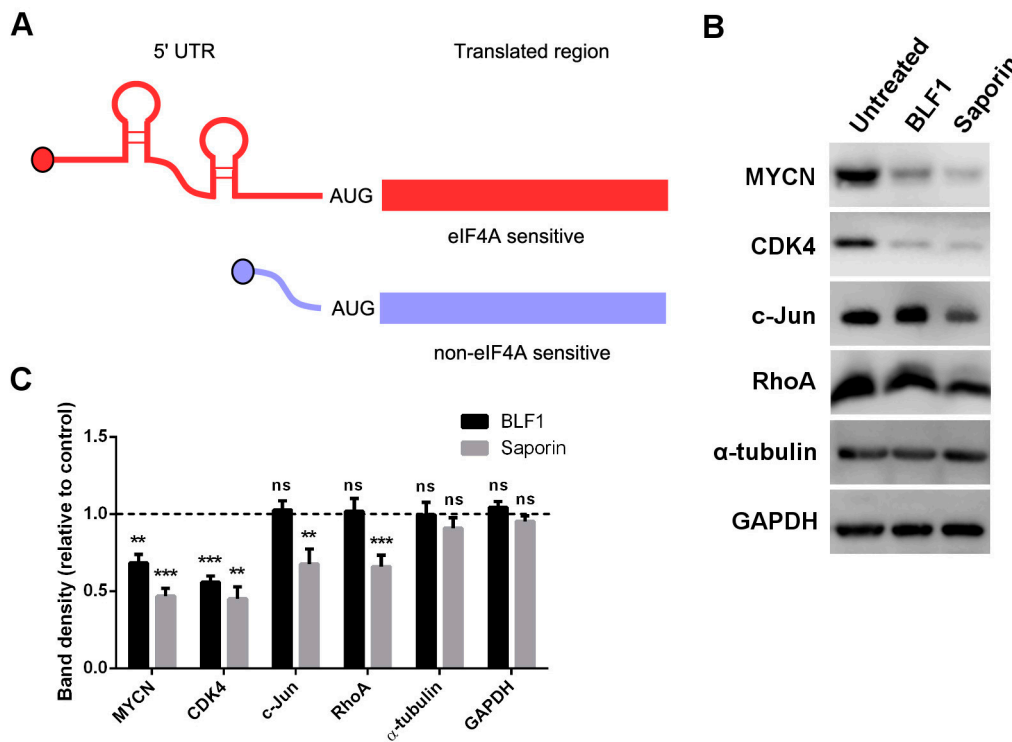 A
5' UTR
Translated region
AUG
eIF4A sensitive
AUG
non-eIF4A sensitive
B
Untreated
BLF1
Saporin
MYCN
CDK4
c-Jun
RhoA
α-tubulin
GAPDH
C
Band density (relative to control)
BLF1
Saporin
1.5
1.0
0.5
0.0
** *** *** ** ns ** ns *** ns ns ns ns
MYCN
CDK4
c-Jun
RhoA
α-tubulin
GAPDH